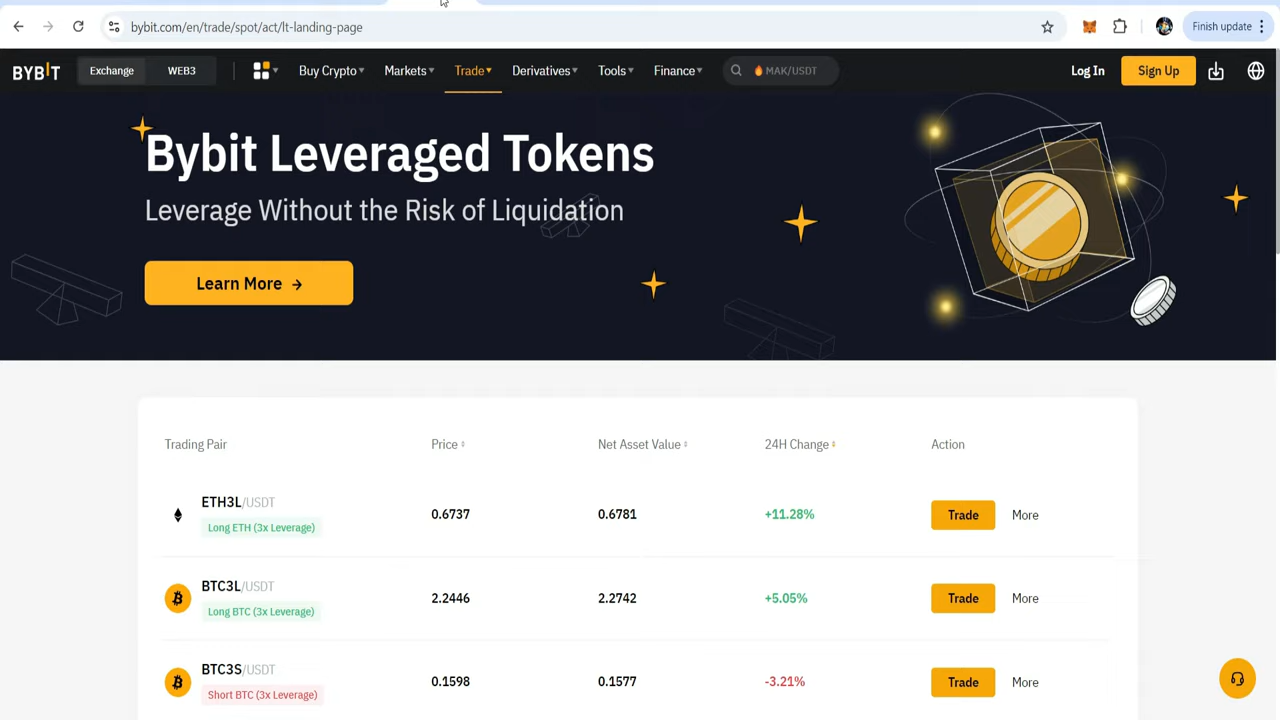 bybit.com/en/trade/spot/act/lt-landing-page
Finish update
BYBIT
Exchange
WEB3
Buy Crypto
Markets
Trade
Derivatives
Tools
Finance
MAK/USDT
Log In
Sign Up
Bybit Leveraged Tokens
Leverage Without the Risk of Liquidation
Learn More →
Trading Pair Price Net Asset Value 24H Change Action
ETH3L/USDT
Long ETH (3x Leverage)
0.6737 0.6781 +11.28% Trade More
BTC3L/USDT
Long BTC (3x Leverage)
2.2446 2.2742 +5.05% Trade More
BTC3S/USDT
Short BTC (3x Leverage)
0.1598 0.1577 -3.21% Trade More